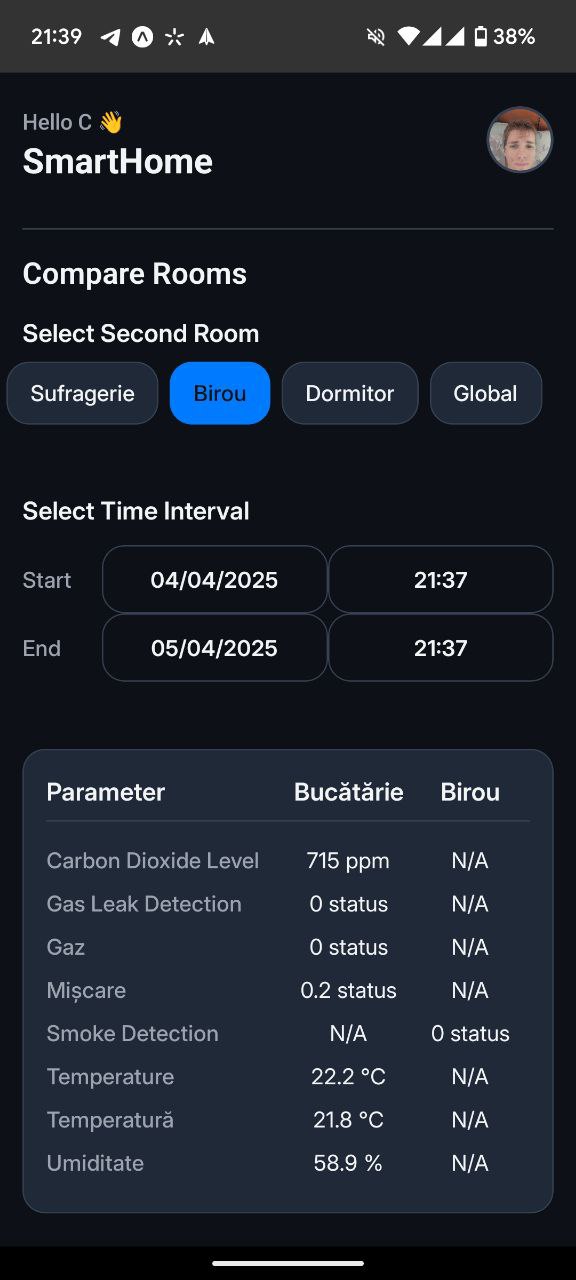 21:39 38%
Hello C 👋
SmartHome
Compare Rooms
Select Second Room
Sufragerie Birou Dormitor Global
Select Time Interval
Start 04/04/2025 21:37
End 05/04/2025 21:37
Parameter Bucătărie Birou
Carbon Dioxide Level 715 ppm N/A
Gas Leak Detection 0 status N/A
Gaz 0 status N/A
Mișcare 0.2 status N/A
Smoke Detection N/A 0 status
Temperature 22.2 °C N/A
Temperatură 21.8 °C N/A
Umiditate 58.9 % N/A